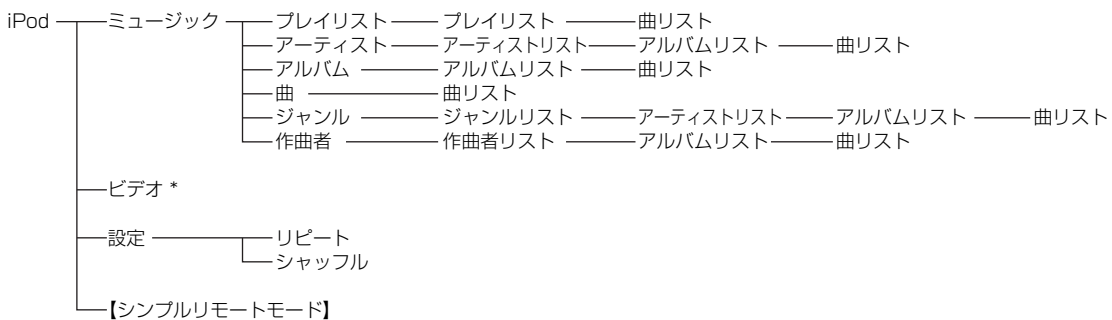 iPod ミュージック プレイリスト プレイリスト 曲リスト
アーティスト アーティストリスト アルバムリスト 曲リスト
アルバム アルバムリスト 曲リスト
曲 曲リスト
ジャンル ジャンルリスト アーティストリスト アルバムリスト 曲リスト
作曲者 作曲者リスト アルバムリスト 曲リスト
ビデオ *
設定 リピート
シャッフル
【シンプルリモートモード】